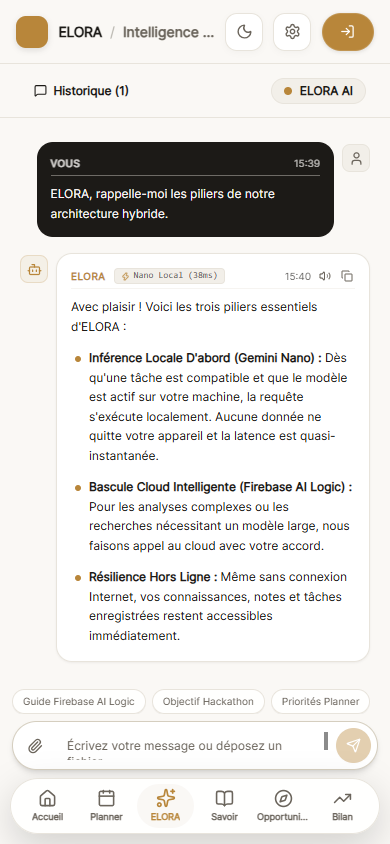 ELORA / Intelligence ...
Historique (1)
ELORA AI
VOUS 15:39
ELORA, rappelle-moi les piliers de notre
architecture hybride.
ELORA Nano Local (38ms) 15:40
Avec plaisir ! Voici les trois piliers essentiels
d'ELORA :
Inférence Locale D'abord (Gemini Nano) : Dès
qu'une tâche est compatible et que le modèle
est actif sur votre machine, la requête
s'exécute localement. Aucune donnée ne
quitte votre appareil et la latence est quasi-
instantanée.
Bascule Cloud Intelligente (Firebase AI Logic) :
Pour les analyses complexes ou les
recherches nécessitant un modèle large, nous
faisons appel au cloud avec votre accord.
Résilience Hors Ligne : Même sans connexion
Internet, vos connaissances, notes et tâches
enregistrées restent accessibles
immédiatement.
Guide Firebase AI Logic
Objectif Hackathon
Priorités Planner
Écrivez votre message ou déposez un
fichier
Accueil
Planner
ELORA
Savoir
Opportuni...
Bilan